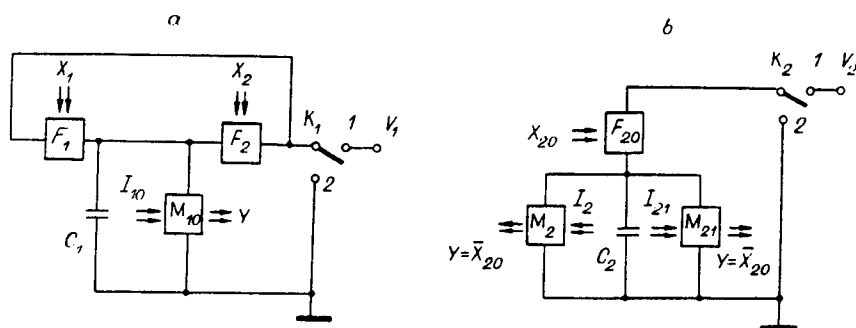 a
X₁
X₂
K₁ 1 V₁
F₁
F₂
2
I₁₀
M₁₀
Y
C₁
b
K₂ 1 V₂
X₂₀
F₂₀
2
I₂
I₂₁
M₂
M₂₁
Y=X̅₂₀
C₂
Y=X̅₂₀